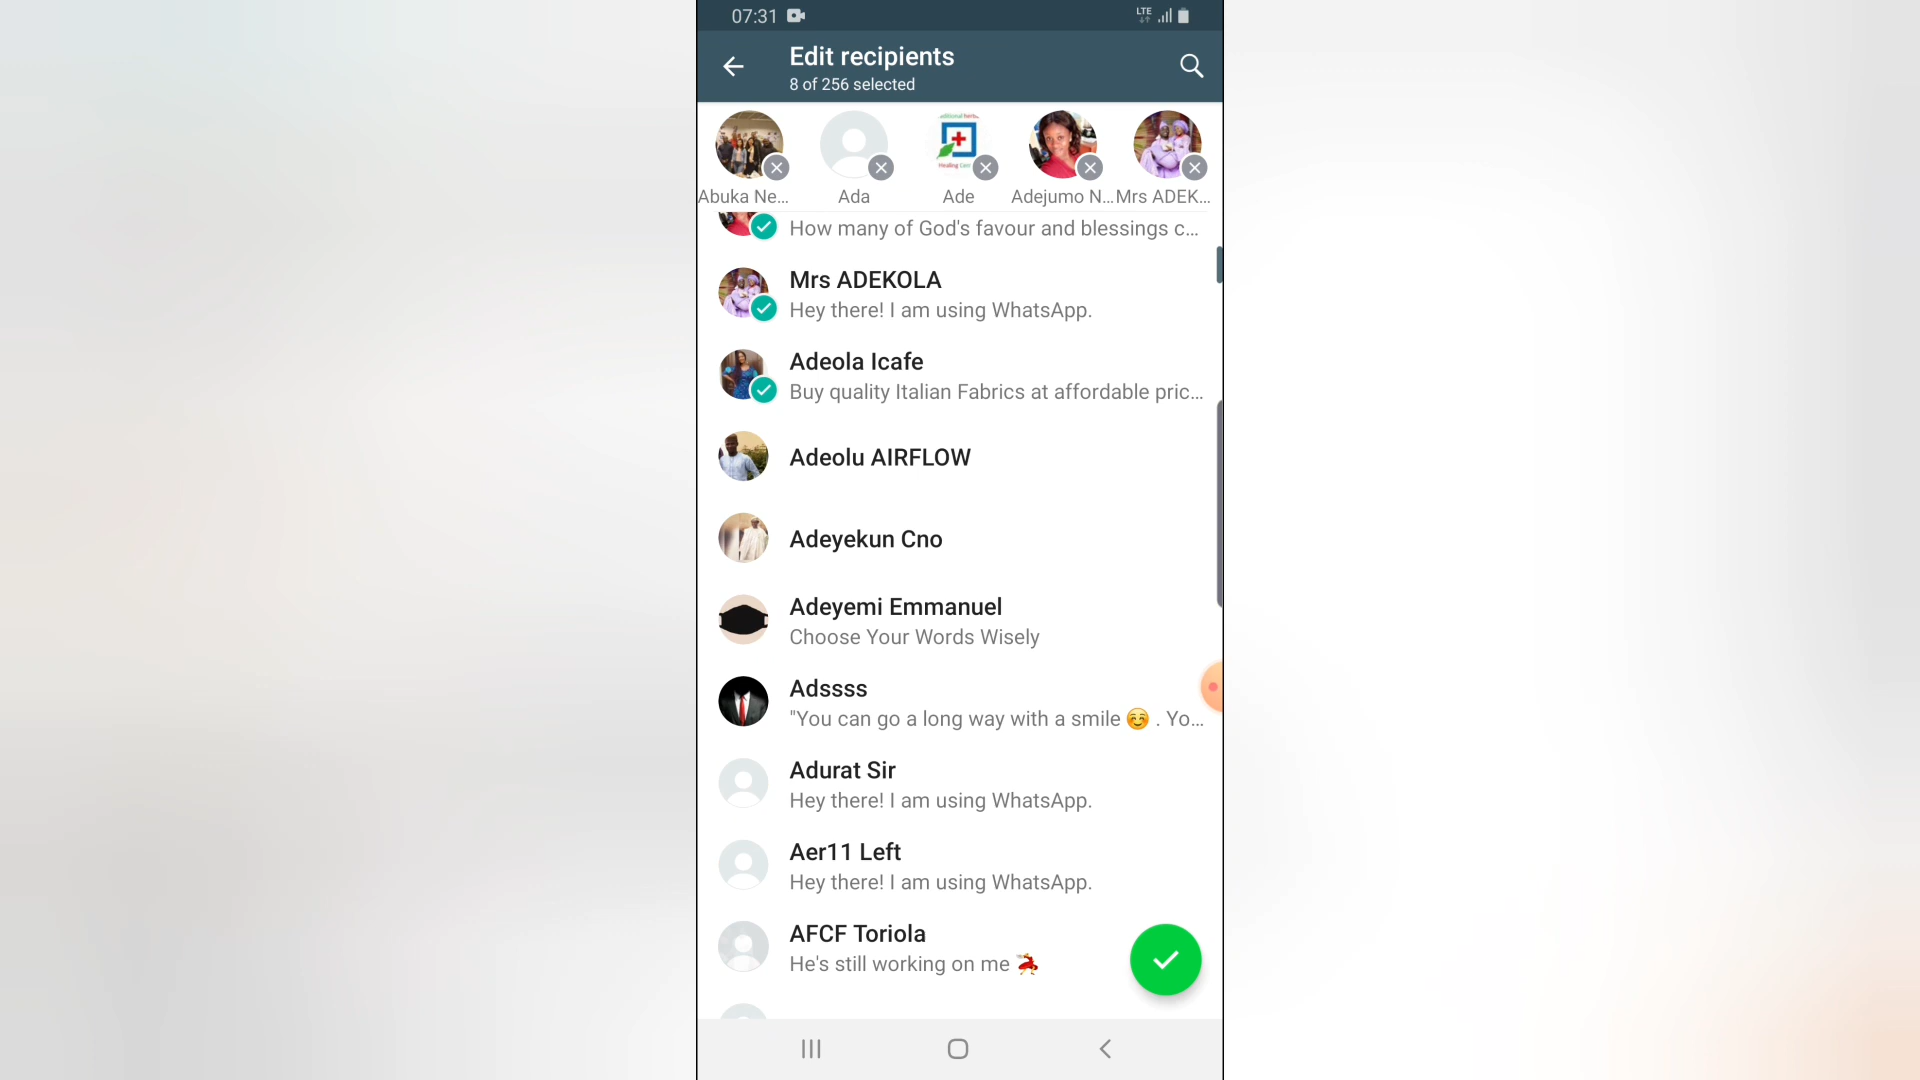 07:31
LTE
Edit recipients
8 of 256 selected
Abuka Ne...
Ada
Ade
Adejumo N...
Mrs ADEK...
How many of God's favour and blessings c...
Mrs ADEKOLA
Hey there! I am using WhatsApp.
Adeola Icafe
Buy quality Italian Fabrics at affordable pric...
Adeolu AIRFLOW
Adeyekun Cno
Adeyemi Emmanuel
Choose Your Words Wisely
Adssss
"You can go a long way with a smile 😊 . Yo...
Adurat Sir
Hey there! I am using WhatsApp.
Aer11 Left
Hey there! I am using WhatsApp.
AFCF Toriola
He's still working on me 💃